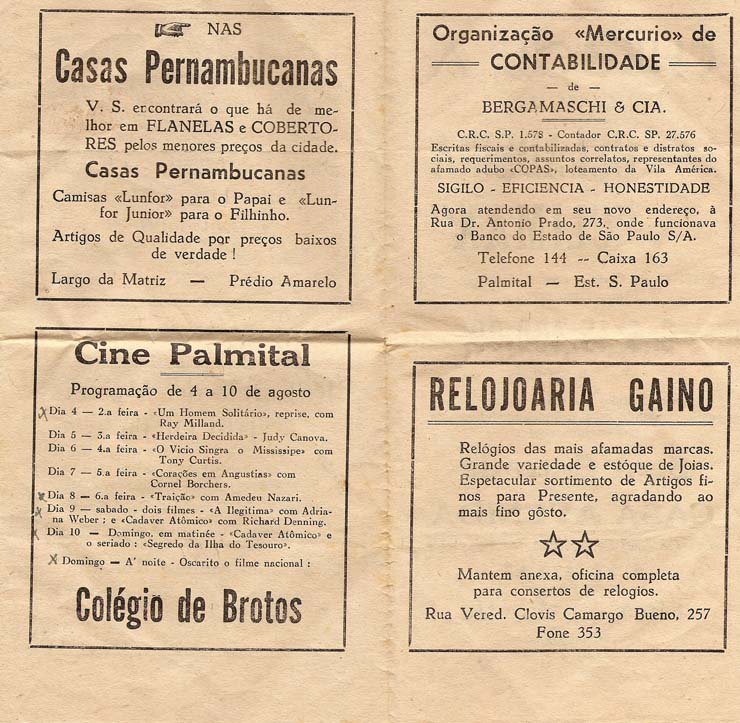 NAS
Casas Pernambucanas
V. S. encontrará o que há de me-
lhor em FLANELAS e COBERTO-
RES pelos menores preços da cidade.
Casas Pernambucanas
Camisas «Lunfor» para o Papai e «Lun-
for Junior» para o Filhinho.
Artigos de Qualidade por preços baixos
de verdade !
Largo da Matriz — Prédio Amarelo
Organização «Mercurio» de
CONTABILIDADE
— de —
BERGAMASCHI & CIA.
C.R.C. S.P. 1.578 - Contador C.R.C. SP. 27.576
Escritas fiscais e contabilizadas, contratos e distratos so-
ciais, requerimentos, assuntos correlatos, representantes do
afamado adubo «COPAS», loteamento da Vila América.
SIGILO - EFICIENCIA - HONESTIDADE
Agora atendendo em seu novo endereço, à
Rua Dr. Antonio Prado, 273, onde funcionava
o Banco do Estado de São Paulo S/A.
Telefone 144 -- Caixa 163
Palmital — Est. S. Paulo
Cine Palmital
Programação de 4 a 10 de agosto
x Dia 4 — 2.a feira - «Um Homem Solitário», reprise, com
Ray Milland.
Dia 5 — 3.a feira - «Herdeira Decidida» - Judy Canova.
Dia 6 — 4.a feira - «O Vicio Singra o Mississipe» com
Tony Curtis.
Dia 7 — 5.a feira - «Corações em Angustias» com
Cornel Borchers.
x Dia 8 — 6.a feira - «Traição» com Amedeu Nazari.
x Dia 9 — sabado - dois filmes - «A Ilegitima» com Adria-
na Weber ; e «Cadaver Atômico» com Richard Denning.
x Dia 10 — Domingo, em matinée - «Cadaver Atômico» e
o seriado : «Segredo da Ilha do Tesouro».
x Domingo — A' noite - Oscarito o filme nacional :
Colégio de Brotos
RELOJOARIA GAINO
Relógios das mais afamadas marcas.
Grande variedade e estóque de Joias.
Espetacular sortimento de Artigos fi-
nos para Presente, agradando ao
mais fino gôsto.
Mantem anexa, oficina completa
para consertos de relogios.
Rua Vered. Clovis Camargo Bueno, 257
Fone 353